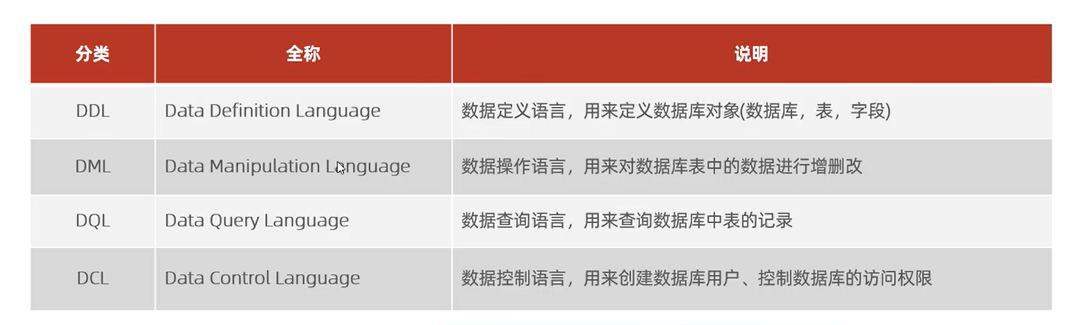 分类 全称 说明
DDL Data Definition Language 数据定义语言，用来定义数据库对象(数据库，表，字段)
DML Data Manipulation Language 数据操作语言，用来对数据库表中的数据进行增删改
DQL Data Query Language 数据查询语言，用来查询数据库中表的记录
DCL Data Control Language 数据控制语言，用来创建数据库用户、控制数据库的访问权限